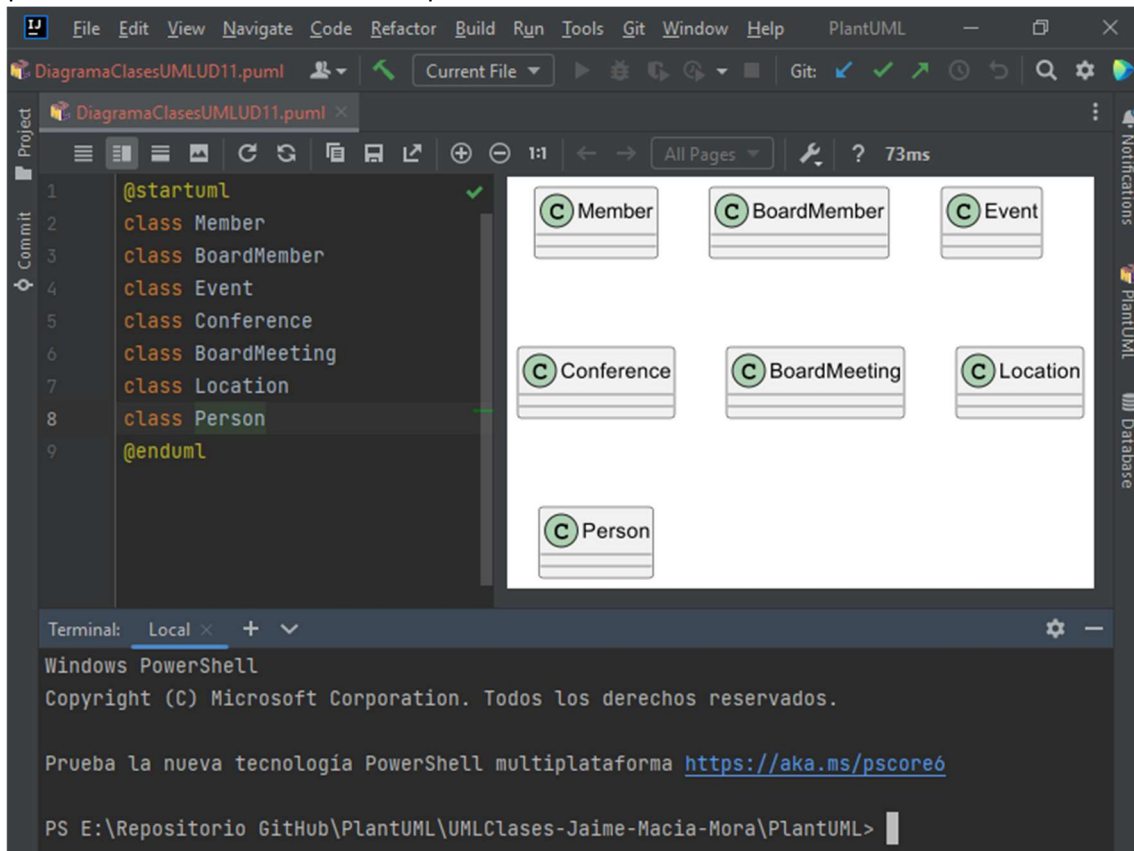 File Edit View Navigate Code Refactor Build Run Tools Git Window Help PlantUML
DiagramaClasesUMLUD11.puml Current File Git:
DiagramaClasesUMLUD11.puml
1:1 All Pages ? 73ms
Project
Commit
1 @startuml
2 class Member
3 class BoardMember
4 class Event
5 class Conference
6 class BoardMeeting
7 class Location
8 class Person
9 @enduml
C Member C BoardMember C Event
C Conference C BoardMeeting C Location
C Person
Notifications
PlantUML
Database
Terminal: Local
Windows PowerShell
Copyright (C) Microsoft Corporation. Todos los derechos reservados.
Prueba la nueva tecnología PowerShell multiplataforma https://aka.ms/pscore6
PS E:\Repositorio GitHub\PlantUML\UMLClases-Jaime-Macia-Mora\PlantUML>